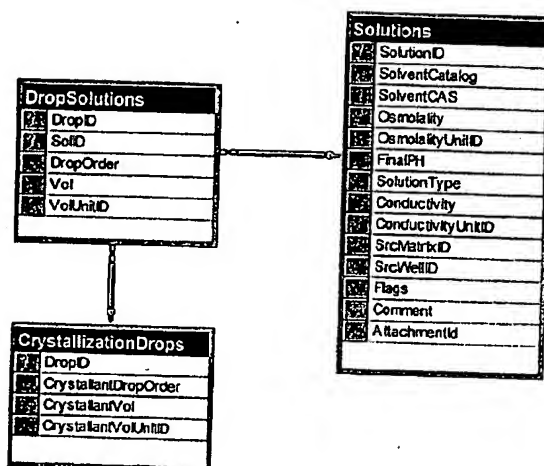 Solutions
SolutionID
SolventCatalog
SolventCAS
Osmolality
OsmolalityUnitID
FinalPH
SolutionType
Conductivity
ConductivityUnitID
SrcMatrixID
SrcWellID
Flags
Comment
AttachmentId
DropSolutions
DropID
SolID
DropOrder
Vol
VolUnitID
CrystallizationDrops
DropID
CrystallantDropOrder
CrystallantVol
CrystallantVolUnitID